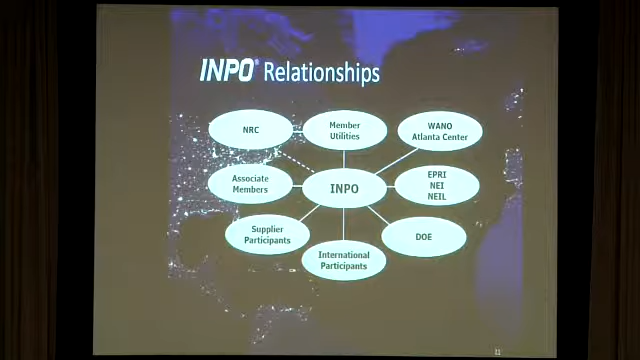 INPO® Relationships
NRC
Member
Utilities
WANO
Atlanta Center
Associate
Members
INPO
EPRI
NEI
NEIL
Supplier
Participants
DOE
International
Participants